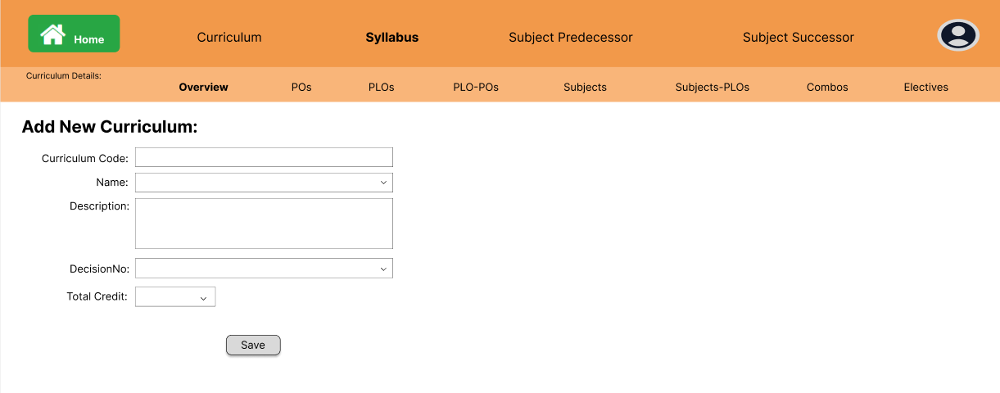 Home Curriculum Syllabus Subject Predecessor Subject Successor
Curriculum Details:
Overview POs PLOs PLO-POs Subjects Subjects-PLOs Combos Electives
Add New Curriculum:
Curriculum Code:
Name:
Description:
DecisionNo:
Total Credit:
Save